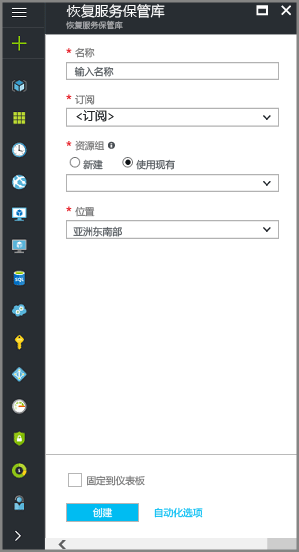 恢复服务保管库
恢复服务保管库
* 名称
输入名称
* 订阅
<订阅>
* 资源组
新建 使用现有
* 位置
亚洲东南部
固定到仪表板
创建 自动化选项